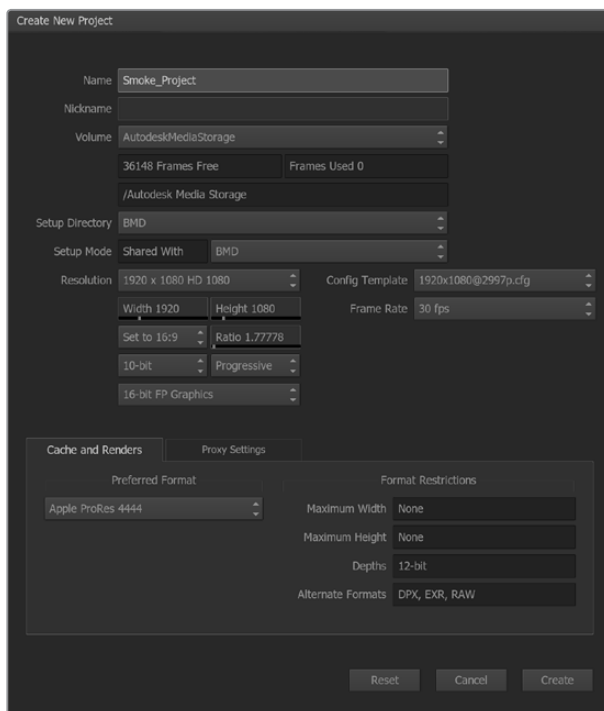 Create New Project
Name Smoke_Project
Nickname
Volume AutodeskMediaStorage
36148 Frames Free Frames Used 0
/Autodesk Media Storage
Setup Directory BMD
Setup Mode Shared With BMD
Resolution 1920 x 1080 HD 1080 Config Template 1920x1080@2997p.cfg
Width 1920 Height 1080 Frame Rate 30 fps
Set to 16:9 Ratio 1.77778
10-bit Progressive
16-bit FP Graphics
Cache and Renders Proxy Settings
Preferred Format Format Restrictions
Apple ProRes 4444 Maximum Width None
Maximum Height None
Depths 12-bit
Alternate Formats DPX, EXR, RAW
Reset Cancel Create